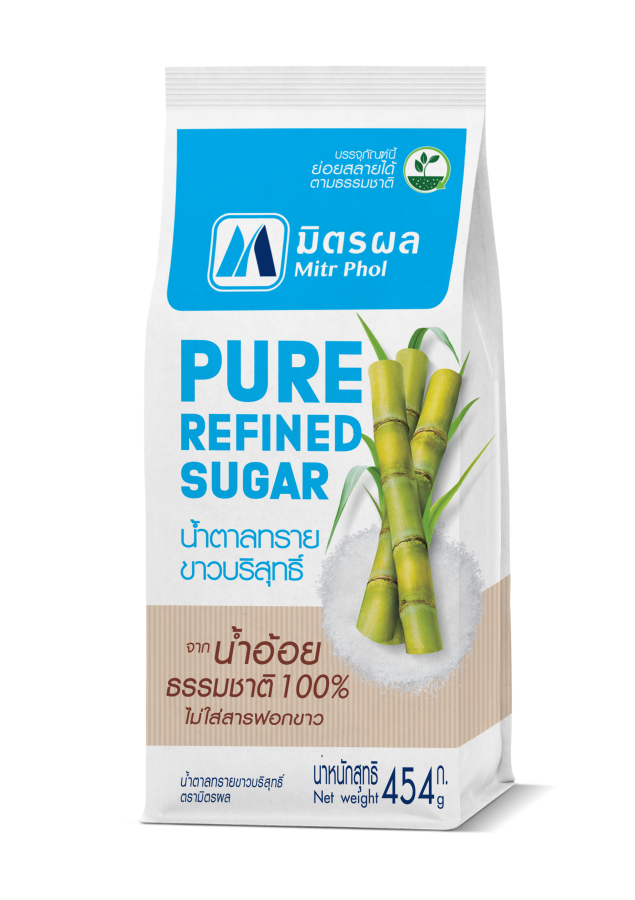 บรรจุภัณฑ์นี้
ย่อยสลายได้
ตามธรรมชาติ
มิตรผล
Mitr Phol
PURE
REFINED
SUGAR
น้ำตาลทราย
ขาวบริสุทธิ์
จาก น้ำอ้อย
ธรรมชาติ 100%
ไม่ใส่สารฟอกขาว
น้ำตาลทรายขาวบริสุทธิ์
ตรามิตรผล
น้ำหนักสุทธิ 454 ก.
Net weight g